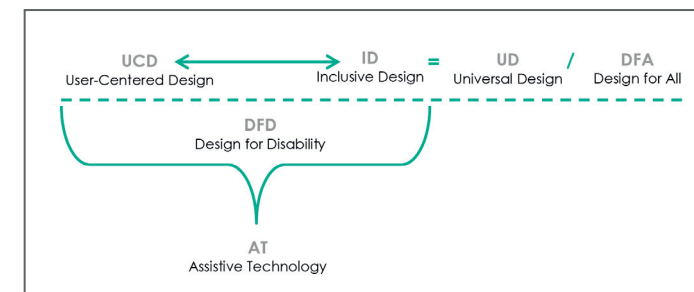 UCD ID = UD / DFA
User-Centered Design Inclusive Design Universal Design Design for All
DFD
Design for Disability
AT
Assistive Technology